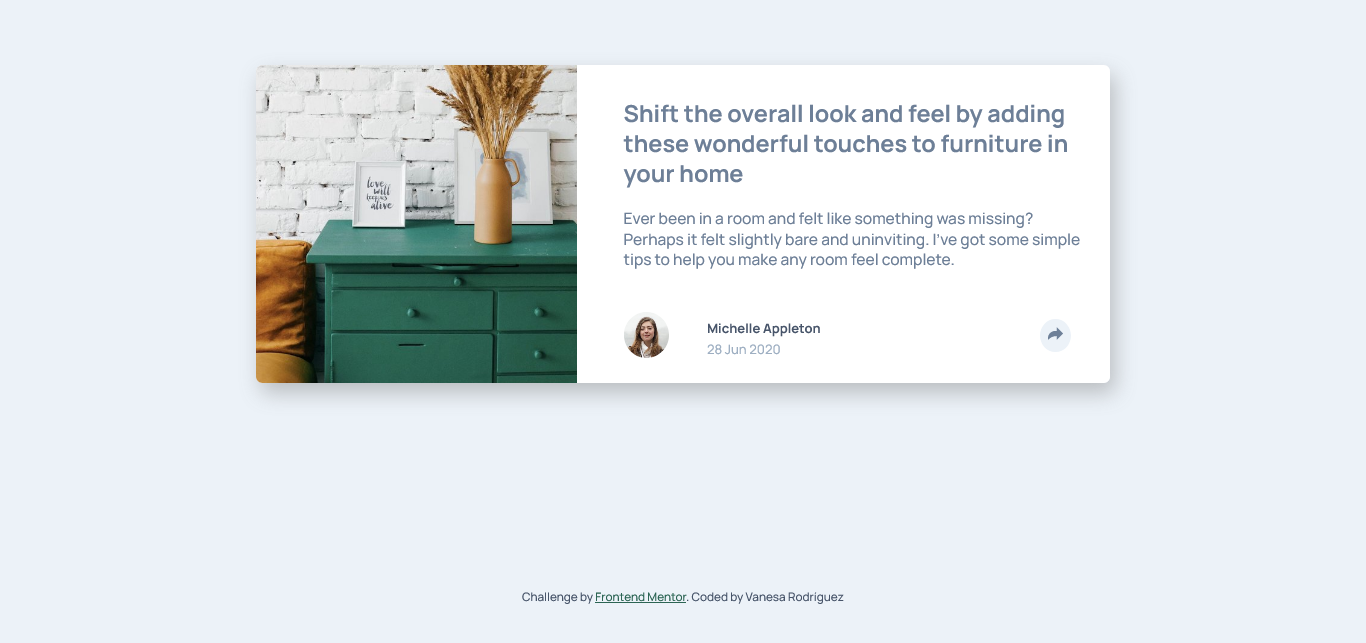 love
will
keep us
alive
Shift the overall look and feel by adding
these wonderful touches to furniture in
your home
Ever been in a room and felt like something was missing?
Perhaps it felt slightly bare and uninviting. I've got some simple
tips to help you make any room feel complete.
Michelle Appleton
28 Jun 2020
Challenge by Frontend Mentor. Coded by Vanesa Rodriguez